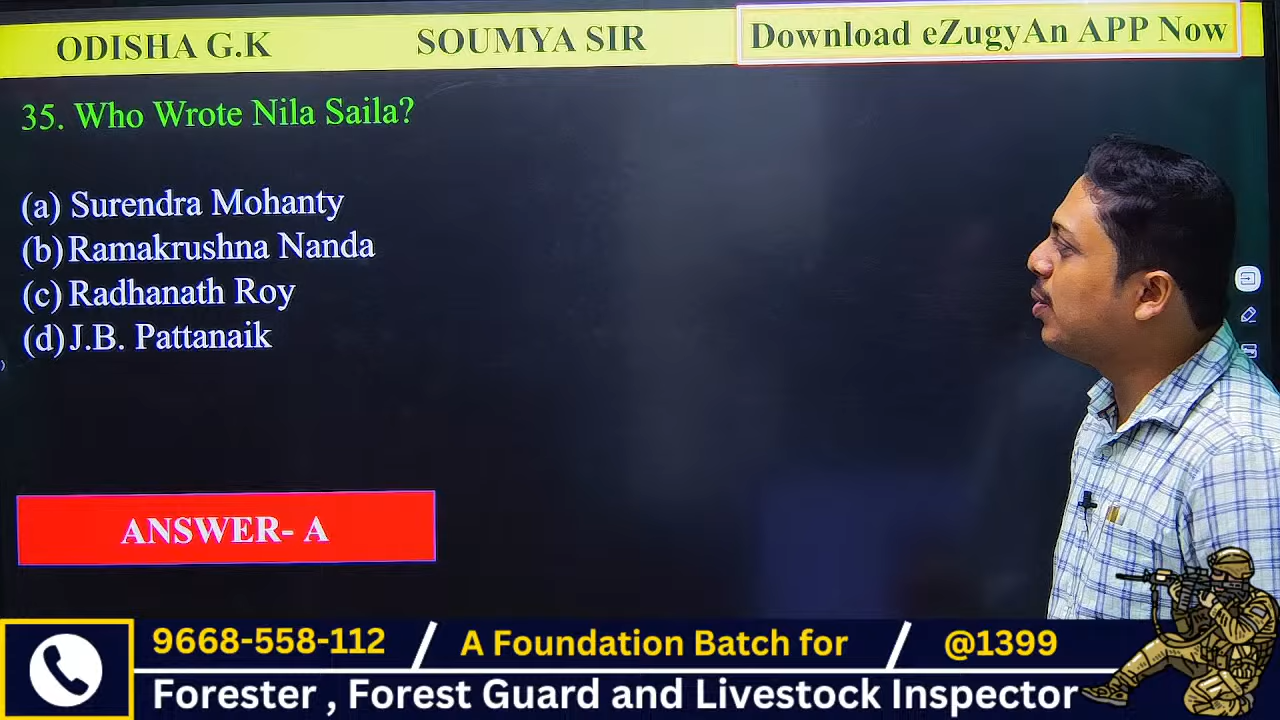 ODISHA G.K SOUMYA SIR Download eZugyAn APP Now
35. Who Wrote Nila Saila?
(a) Surendra Mohanty
(b) Ramakrushna Nanda
(c) Radhanath Roy
(d) J.B. Pattanaik
ANSWER- A
9668-558-112 / A Foundation Batch for / @1399
Forester , Forest Guard and Livestock Inspector